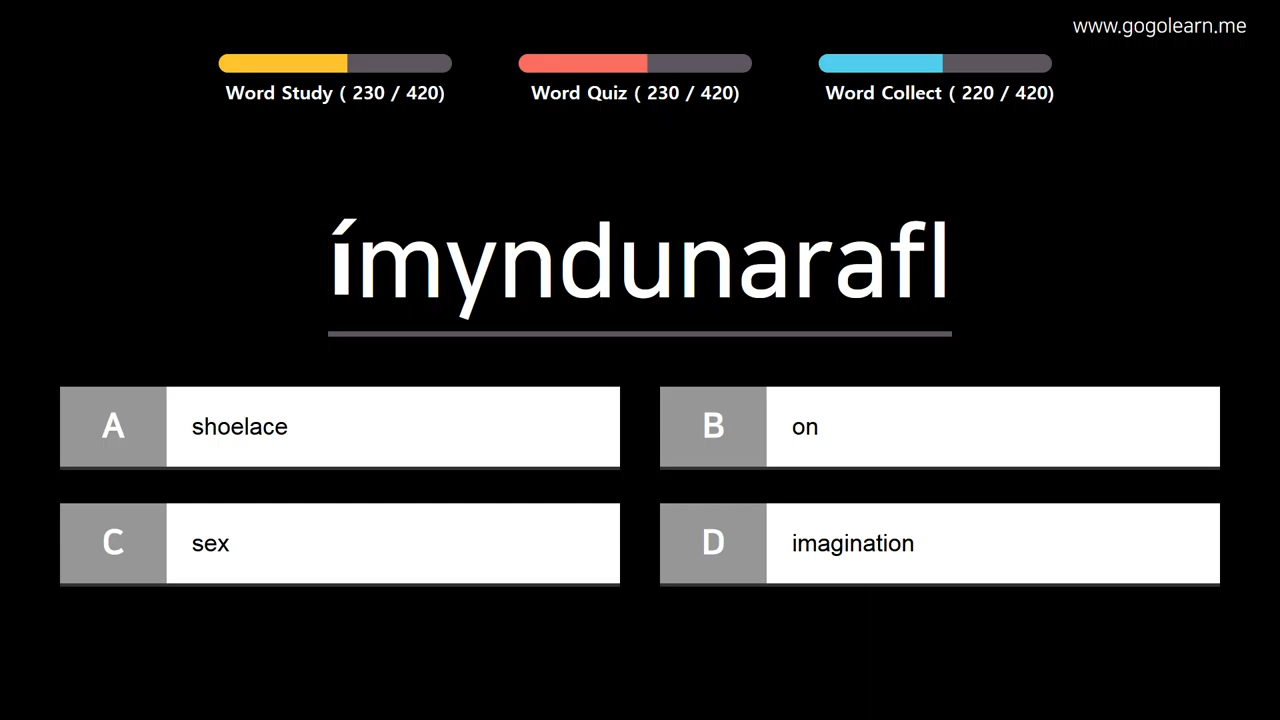 www.gogolearn.me
Word Study ( 230 / 420)
Word Quiz ( 230 / 420)
Word Collect ( 220 / 420)
ímyndunarafl
A shoelace
B on
C sex
D imagination